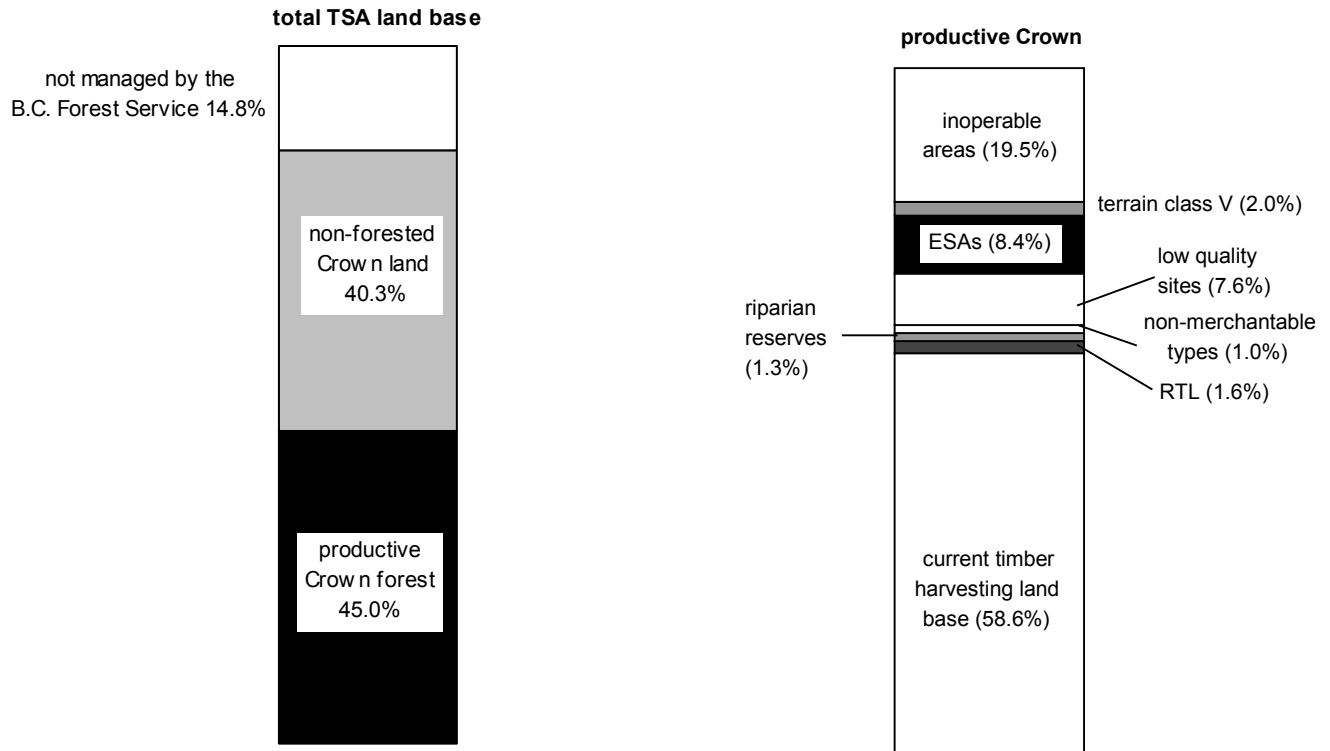 total TSA land base
not managed by the
B.C. Forest Service 14.8%
non-forested
Crown land
40.3%
productive
Crown forest
45.0%
productive Crown
inoperable
areas (19.5%)
terrain class V (2.0%)
ESAs (8.4%)
low quality
sites (7.6%)
riparian
reserves
(1.3%)
non-merchantable
types (1.0%)
RTL (1.6%)
current timber
harvesting land
base (58.6%)